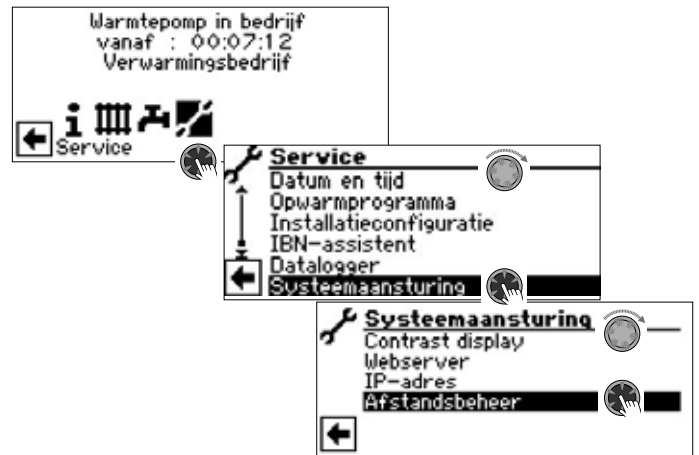 Warmtepomp in bedrijf
vanaf : 00:07:12
Verwarmingsbedrijf
Service
Service
Datum en tijd
Opwarmprogramma
Installatieconfiguratie
IBN-assistent
Datalogger
Systeemaansturing
Systeemaansturing
Contrast display
Webserver
IP-adres
Afstandsbeheer